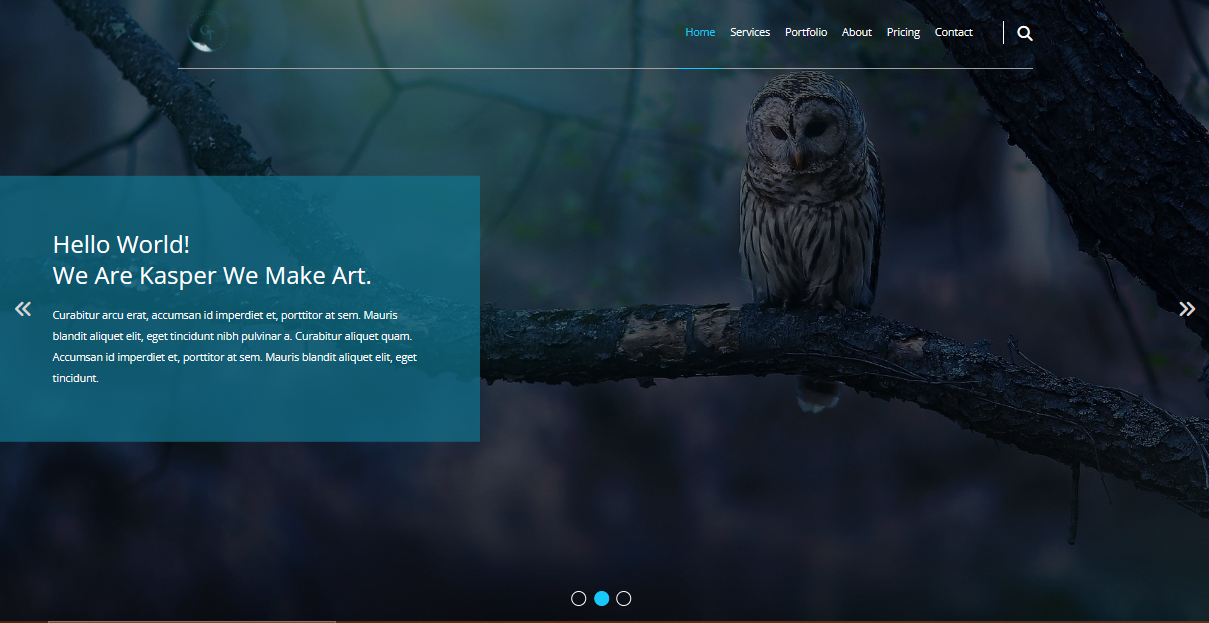 Home Services Portfolio About Pricing Contact
Hello World!
We Are Kasper We Make Art.
Curabitur arcu erat, accumsan id imperdiet et, porttitor at sem. Mauris
blandit aliquet elit, eget tincidunt nibh pulvinar a. Curabitur aliquet quam.
Accumsan id imperdiet et, porttitor at sem. Mauris blandit aliquet elit, eget
tincidunt.